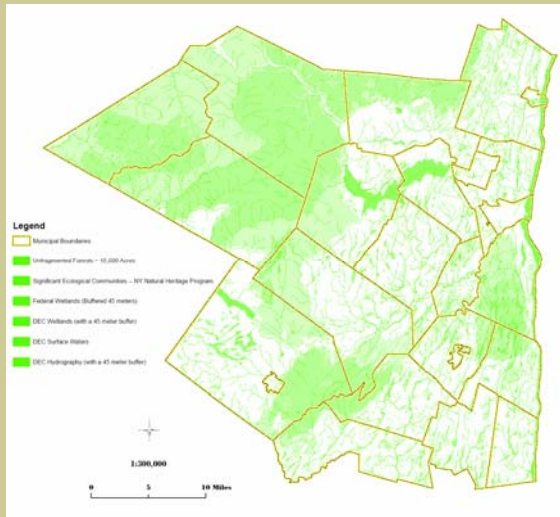 Legend
Municipal Boundaries
Unfragmented Forests ~ 10,000 Acres
Significant Ecological Communities -- NY Natural Heritage Program
Federal Wetlands (Buffered 45 meters)
DEC Wetlands (with a 45 meter buffer)
DEC Surface Waters
DEC Hydrography (with a 45 meter buffer)
1:300,000
0 5 10 Miles